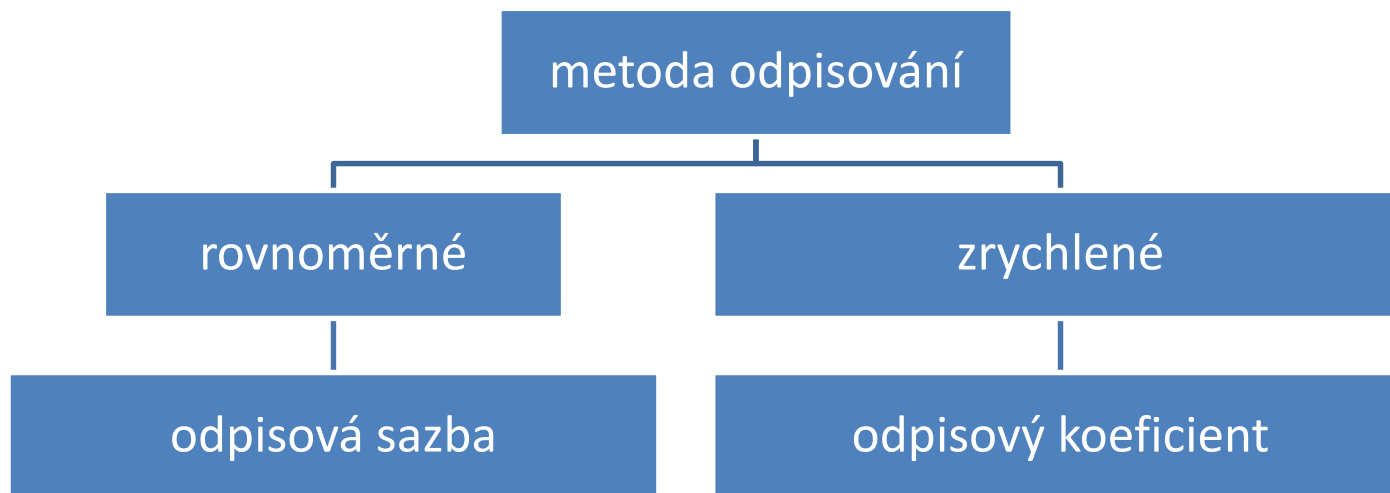 metoda odpisování
rovnoměrné
zrychlené
odpisová sazba
odpisový koeficient